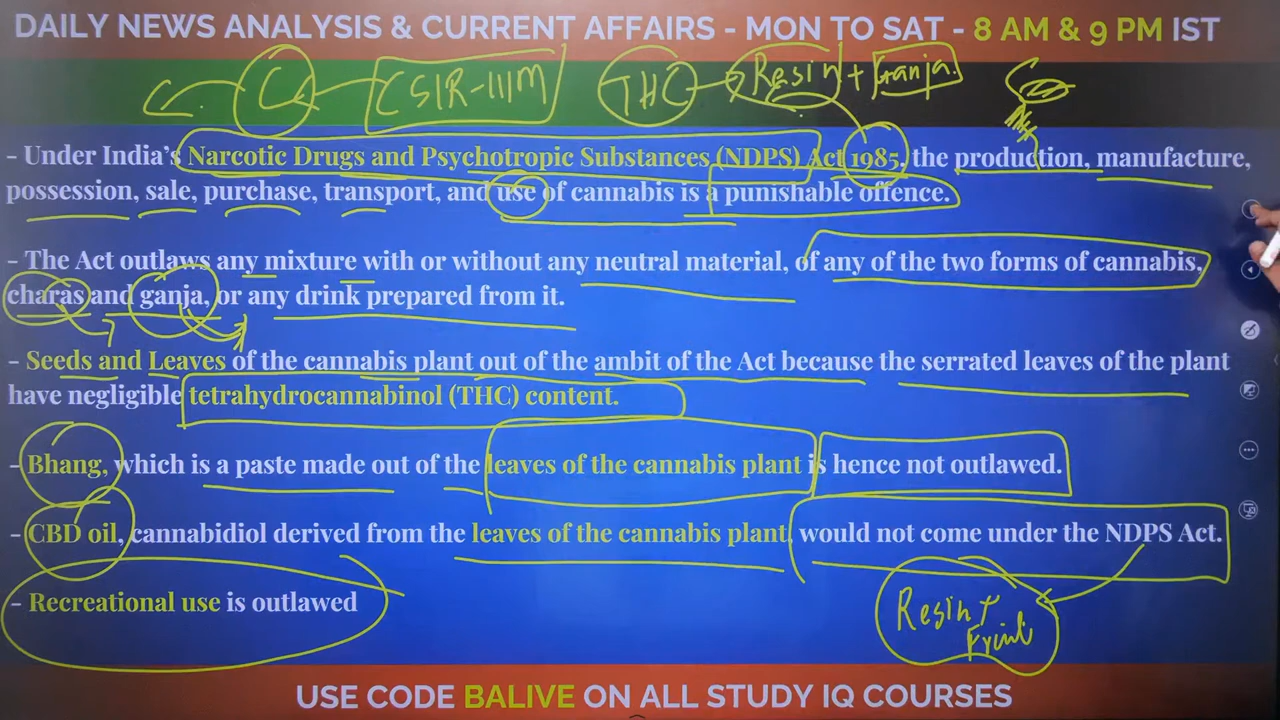 DAILY NEWS ANALYSIS & CURRENT AFFAIRS - MON TO SAT - 8 AM & 9 PM IST
C CSIR-IIIM THC Resin + Ganja
- Under India's Narcotic Drugs and Psychotropic Substances (NDPS) Act 1985, the production, manufacture,
possession, sale, purchase, transport, and use of cannabis is a punishable offence.
- The Act outlaws any mixture with or without any neutral material, of any of the two forms of cannabis,
charas and ganja, or any drink prepared from it.
- Seeds and Leaves of the cannabis plant out of the ambit of the Act because the serrated leaves of the plant
have negligible tetrahydrocannabinol (THC) content.
- Bhang, which is a paste made out of the leaves of the cannabis plant is hence not outlawed.
- CBD oil, cannabidiol derived from the leaves of the cannabis plant, would not come under the NDPS Act.
- Recreational use is outlawed
Resin +
USE CODE BALIVE ON ALL STUDY IQ COURSES